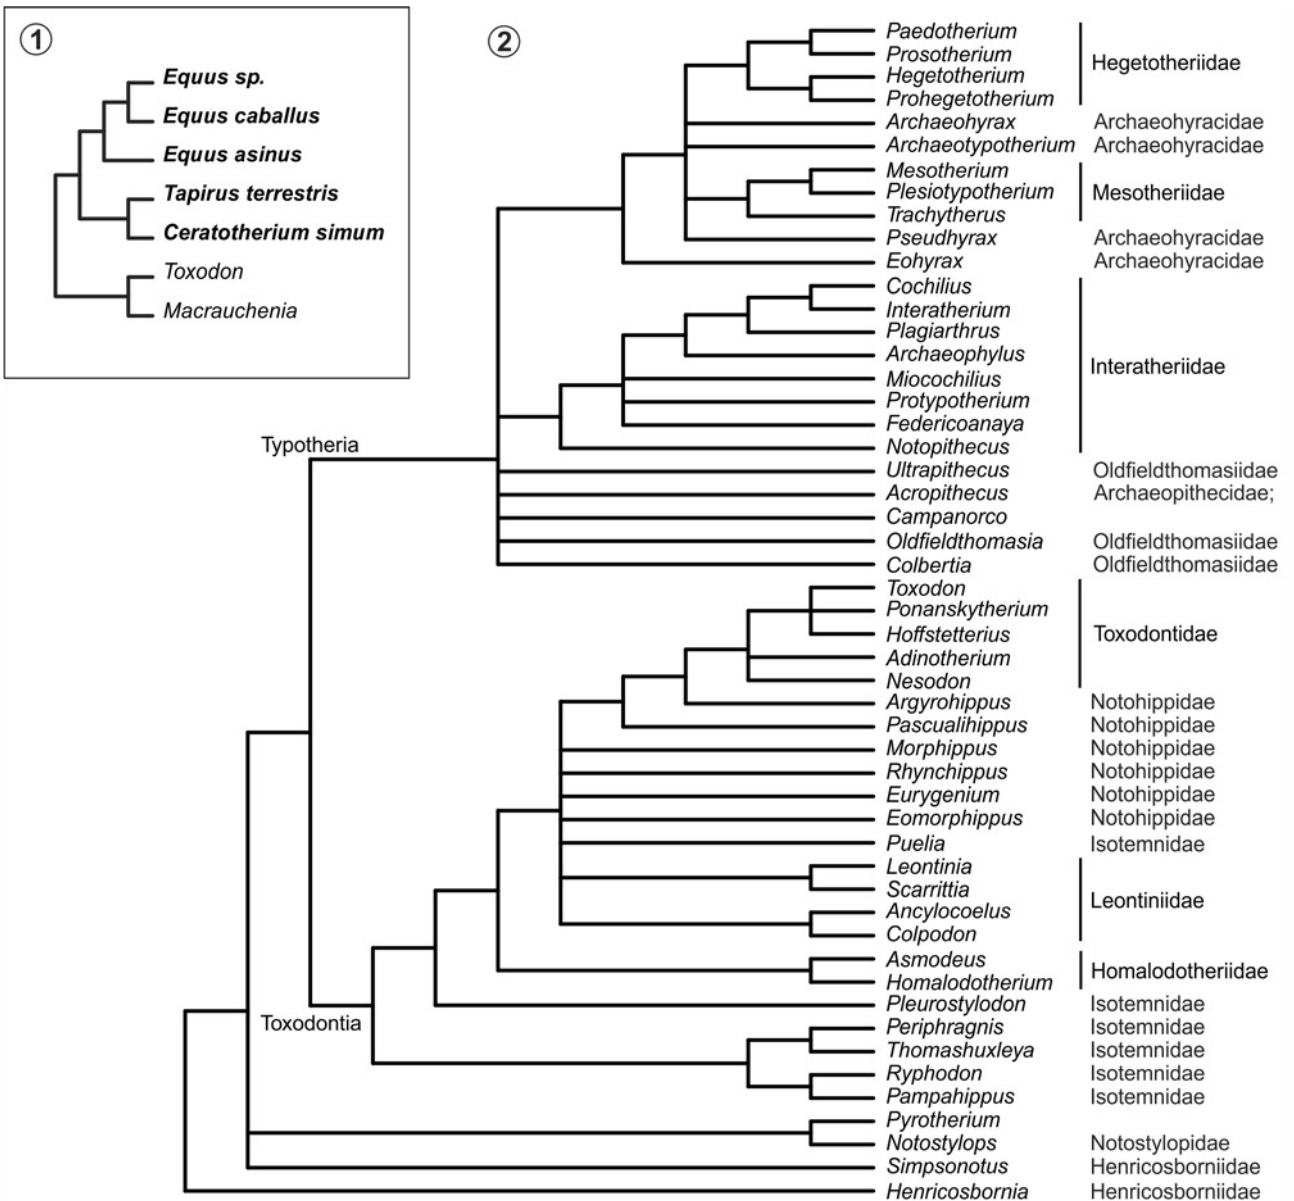 1
Equus sp.
Equus caballus
Equus asinus
Tapirus terrestris
Ceratotherium simum
Toxodon
Macrauchenia
2
Paedotherium
Prosotherium
Hegetotherium
Prohegetotherium
Hegetotheriidae
Archaeohyrax Archaeohyracidae
Archaeotypotherium Archaeohyracidae
Mesotherium
Plesiotypotherium
Trachytherus
Mesotheriidae
Pseudhyrax Archaeohyracidae
Eohyrax Archaeohyracidae
Cochilius
Interatherium
Plagiarthrus
Archaeophylus
Miocochilius
Protypotherium
Federicoanaya
Notopithecus
Interatheriidae
Typotheria
Ultrapithecus Oldfieldthomasiidae
Acropithecus Archaeopithecidae;
Campanorco
Oldfieldthomasia Oldfieldthomasiidae
Colbertia Oldfieldthomasiidae
Toxodon
Ponanskytherium
Hoffstetterius
Adinotherium
Nesodon
Toxodontidae
Argyrohippus Notohippidae
Pascualihippus Notohippidae
Morphippus Notohippidae
Rhynchippus Notohippidae
Eurygenium Notohippidae
Eomorphippus Notohippidae
Puelia Isotemnidae
Leontinia
Scarrittia
Ancylocoelus
Colpodon
Leontiniidae
Asmodeus
Homalodotherium
Homalodotheriidae
Pleurostylodon Isotemnidae
Toxodontia
Periphragnis Isotemnidae
Thomashuxleya Isotemnidae
Ryphodon Isotemnidae
Pampahippus Isotemnidae
Pyrotherium
Notostylops Notostylopidae
Simpsonotus Henricosborniidae
Henricosbornia Henricosborniidae